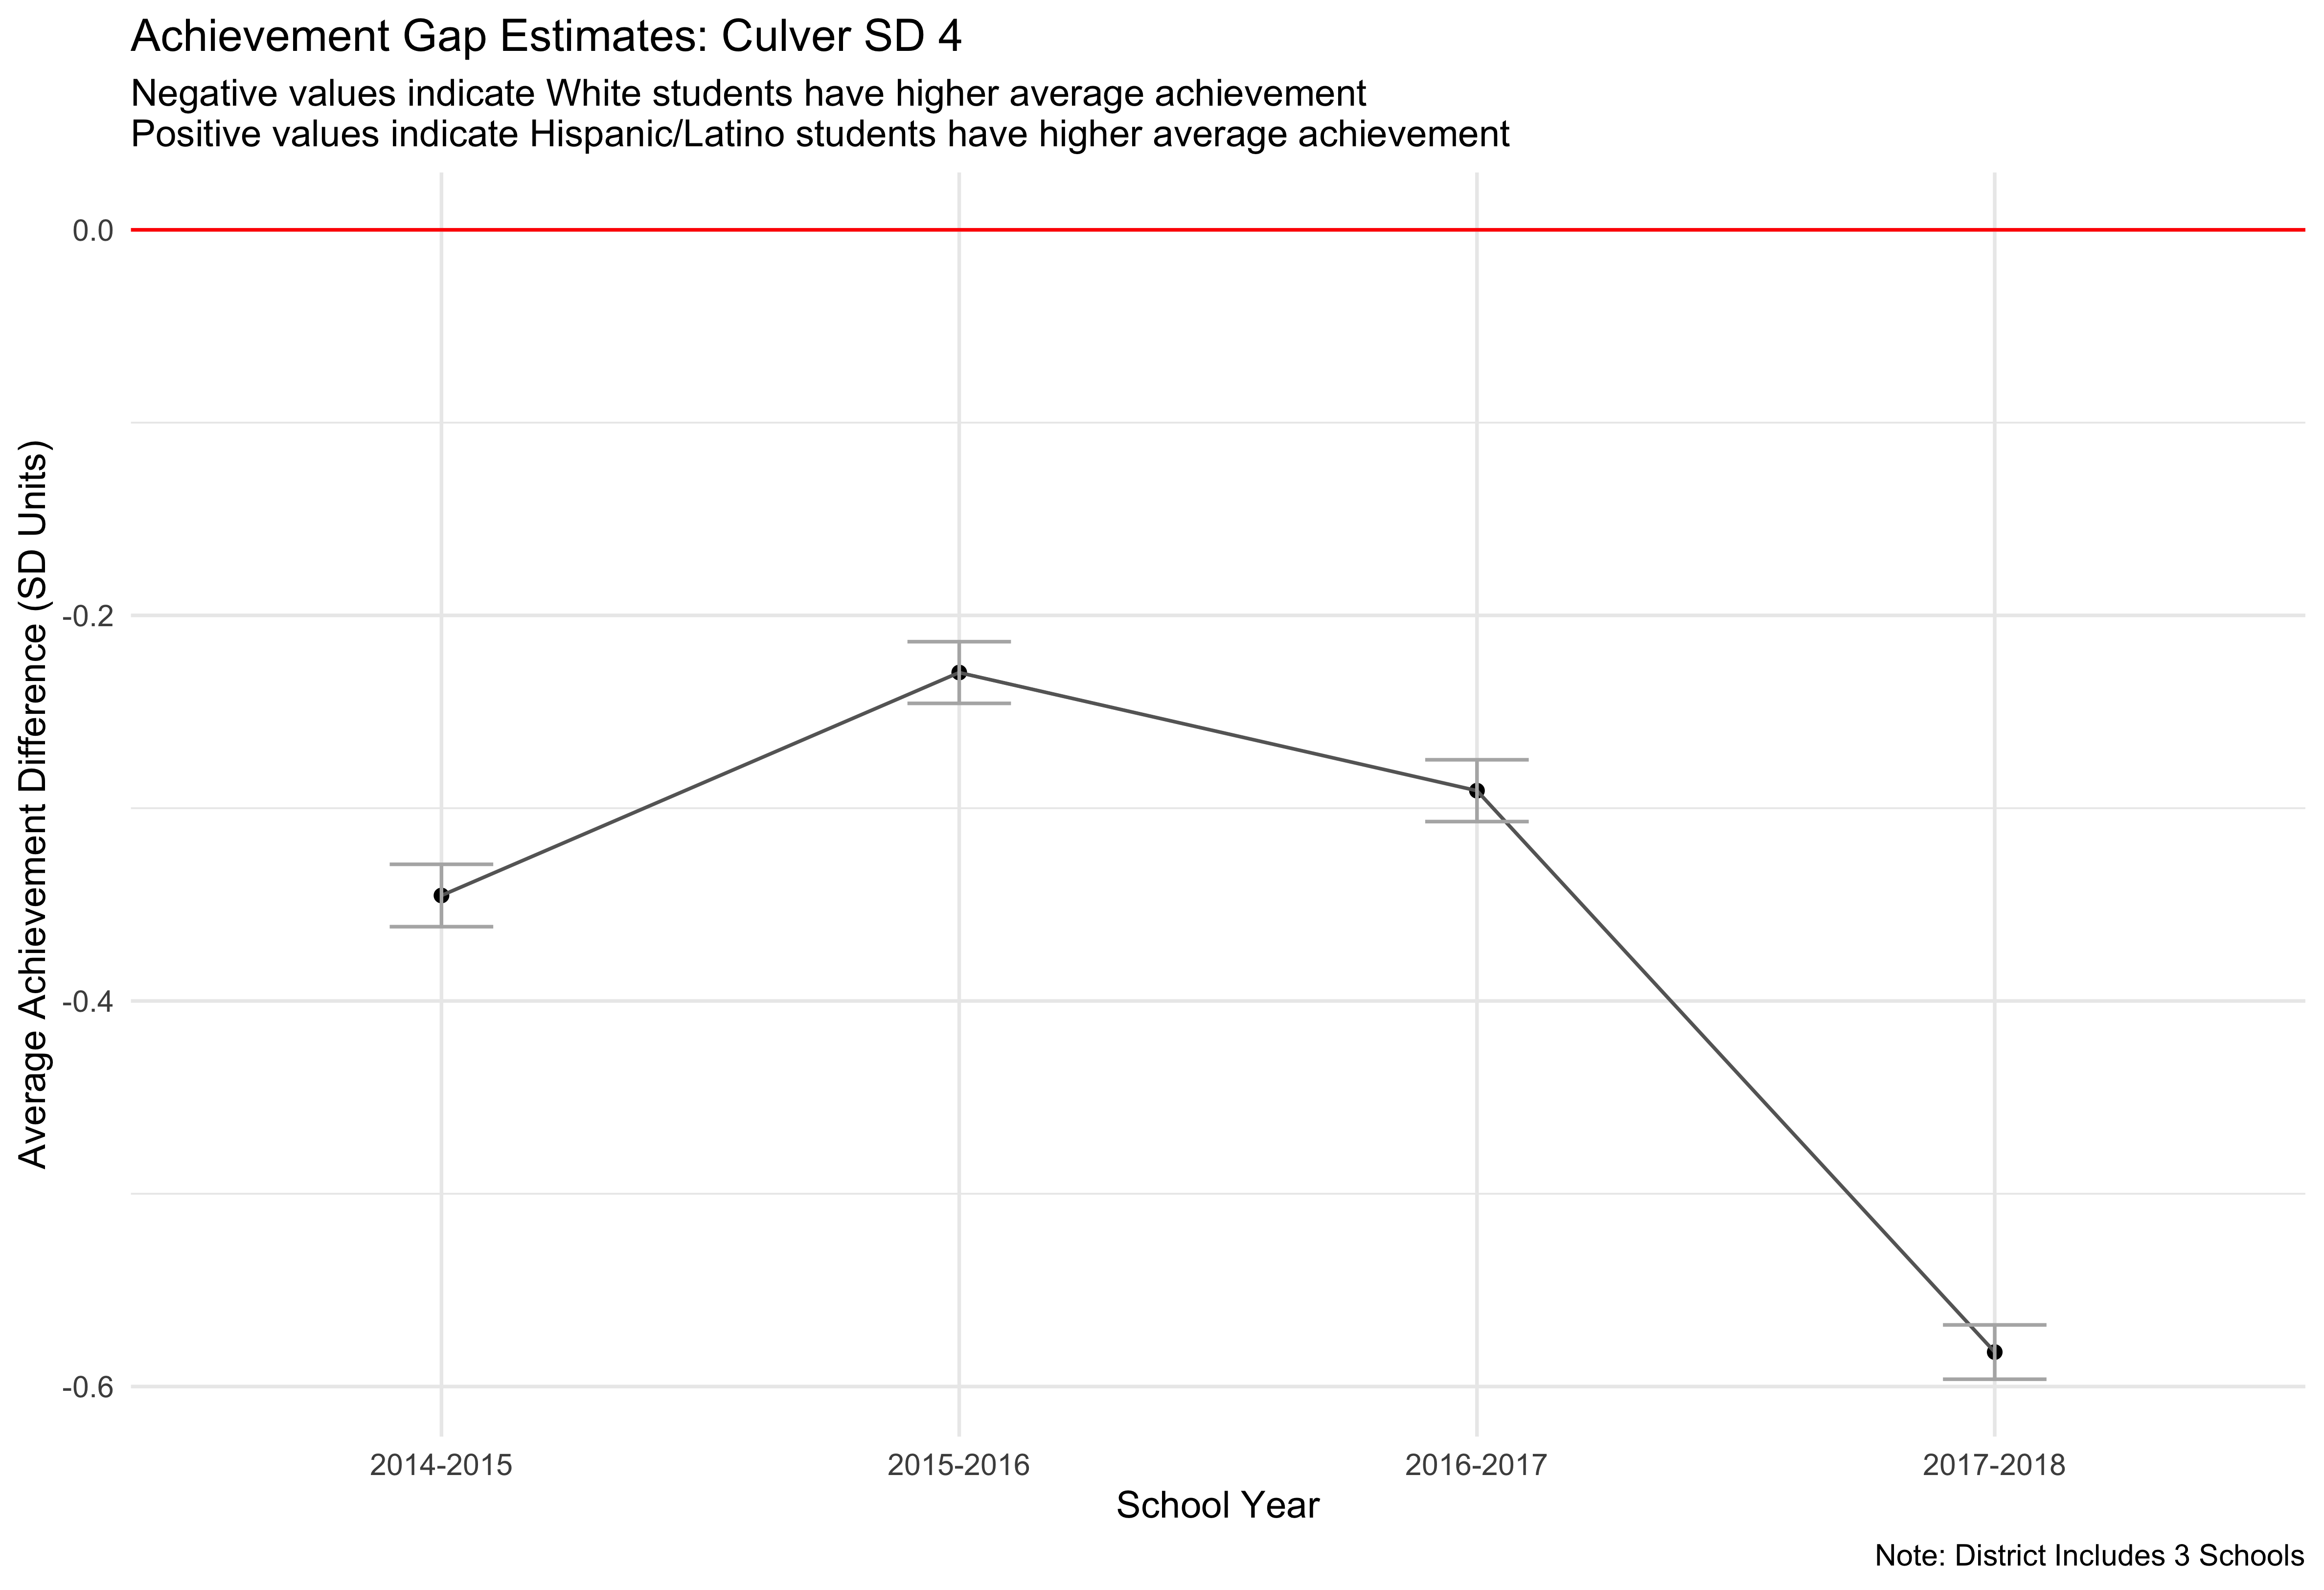 Achievement Gap Estimates: Culver SD 4
Negative values indicate White students have higher average achievement
Positive values indicate Hispanic/Latino students have higher average achievement
Average Achievement Difference (SD Units)
0.0
-0.2
-0.4
-0.6
2014-2015
2015-2016
2016-2017
2017-2018
School Year
Note: District Includes 3 Schools